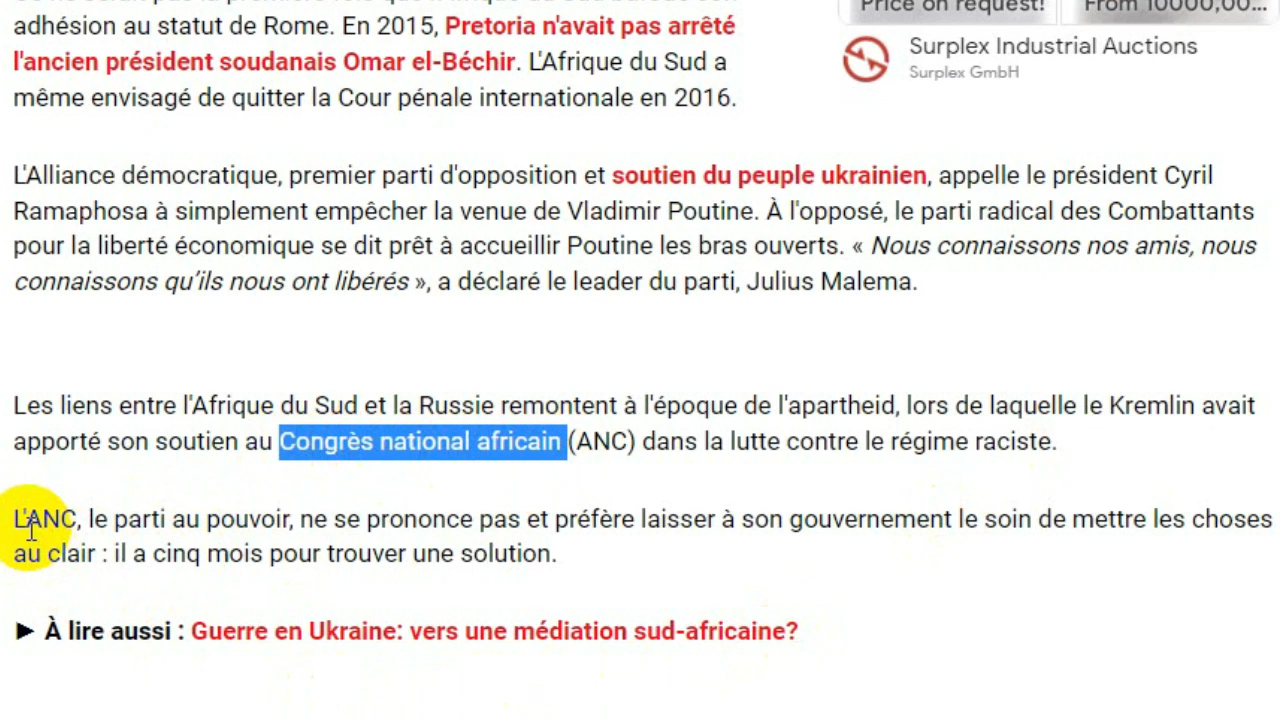 adhésion au statut de Rome. En 2015, Pretoria n'avait pas arrêté
l'ancien président soudanais Omar el-Béchir. L'Afrique du Sud a
même envisagé de quitter la Cour pénale internationale en 2016.
Price on request!
From 10000,00...
Surplex Industrial Auctions
Surplex GmbH
L'Alliance démocratique, premier parti d'opposition et soutien du peuple ukrainien, appelle le président Cyril
Ramaphosa à simplement empêcher la venue de Vladimir Poutine. À l'opposé, le parti radical des Combattants
pour la liberté économique se dit prêt à accueillir Poutine les bras ouverts. « Nous connaissons nos amis, nous
connaissons qu'ils nous ont libérés », a déclaré le leader du parti, Julius Malema.
Les liens entre l'Afrique du Sud et la Russie remontent à l'époque de l'apartheid, lors de laquelle le Kremlin avait
apporté son soutien au Congrès national africain (ANC) dans la lutte contre le régime raciste.
L'ANC, le parti au pouvoir, ne se prononce pas et préfère laisser à son gouvernement le soin de mettre les choses
au clair : il a cinq mois pour trouver une solution.
► À lire aussi : Guerre en Ukraine: vers une médiation sud-africaine?